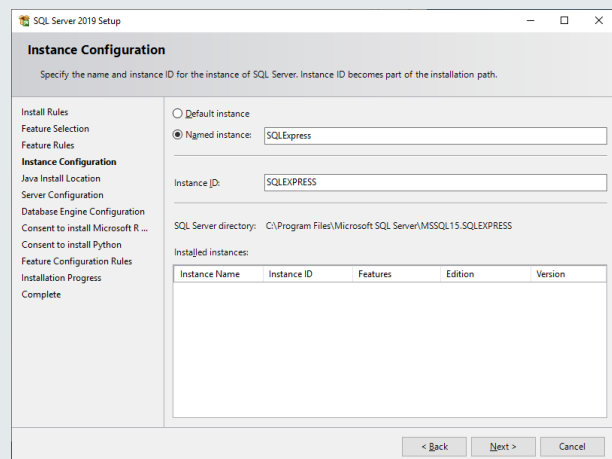 SQL Server 2019 Setup
Instance Configuration
Specify the name and instance ID for the instance of SQL Server. Instance ID becomes part of the installation path.
Install Rules
Feature Selection
Feature Rules
Instance Configuration
Java Install Location
Server Configuration
Database Engine Configuration
Consent to install Microsoft R ...
Consent to install Python
Feature Configuration Rules
Installation Progress
Complete
Default instance
Named instance: SQLExpress
Instance ID: SQLEXPRESS
SQL Server directory: C:\Program Files\Microsoft SQL Server\MSSQL15.SQLEXPRESS
Installed instances:
Instance Name Instance ID Features Edition Version
< Back Next > Cancel